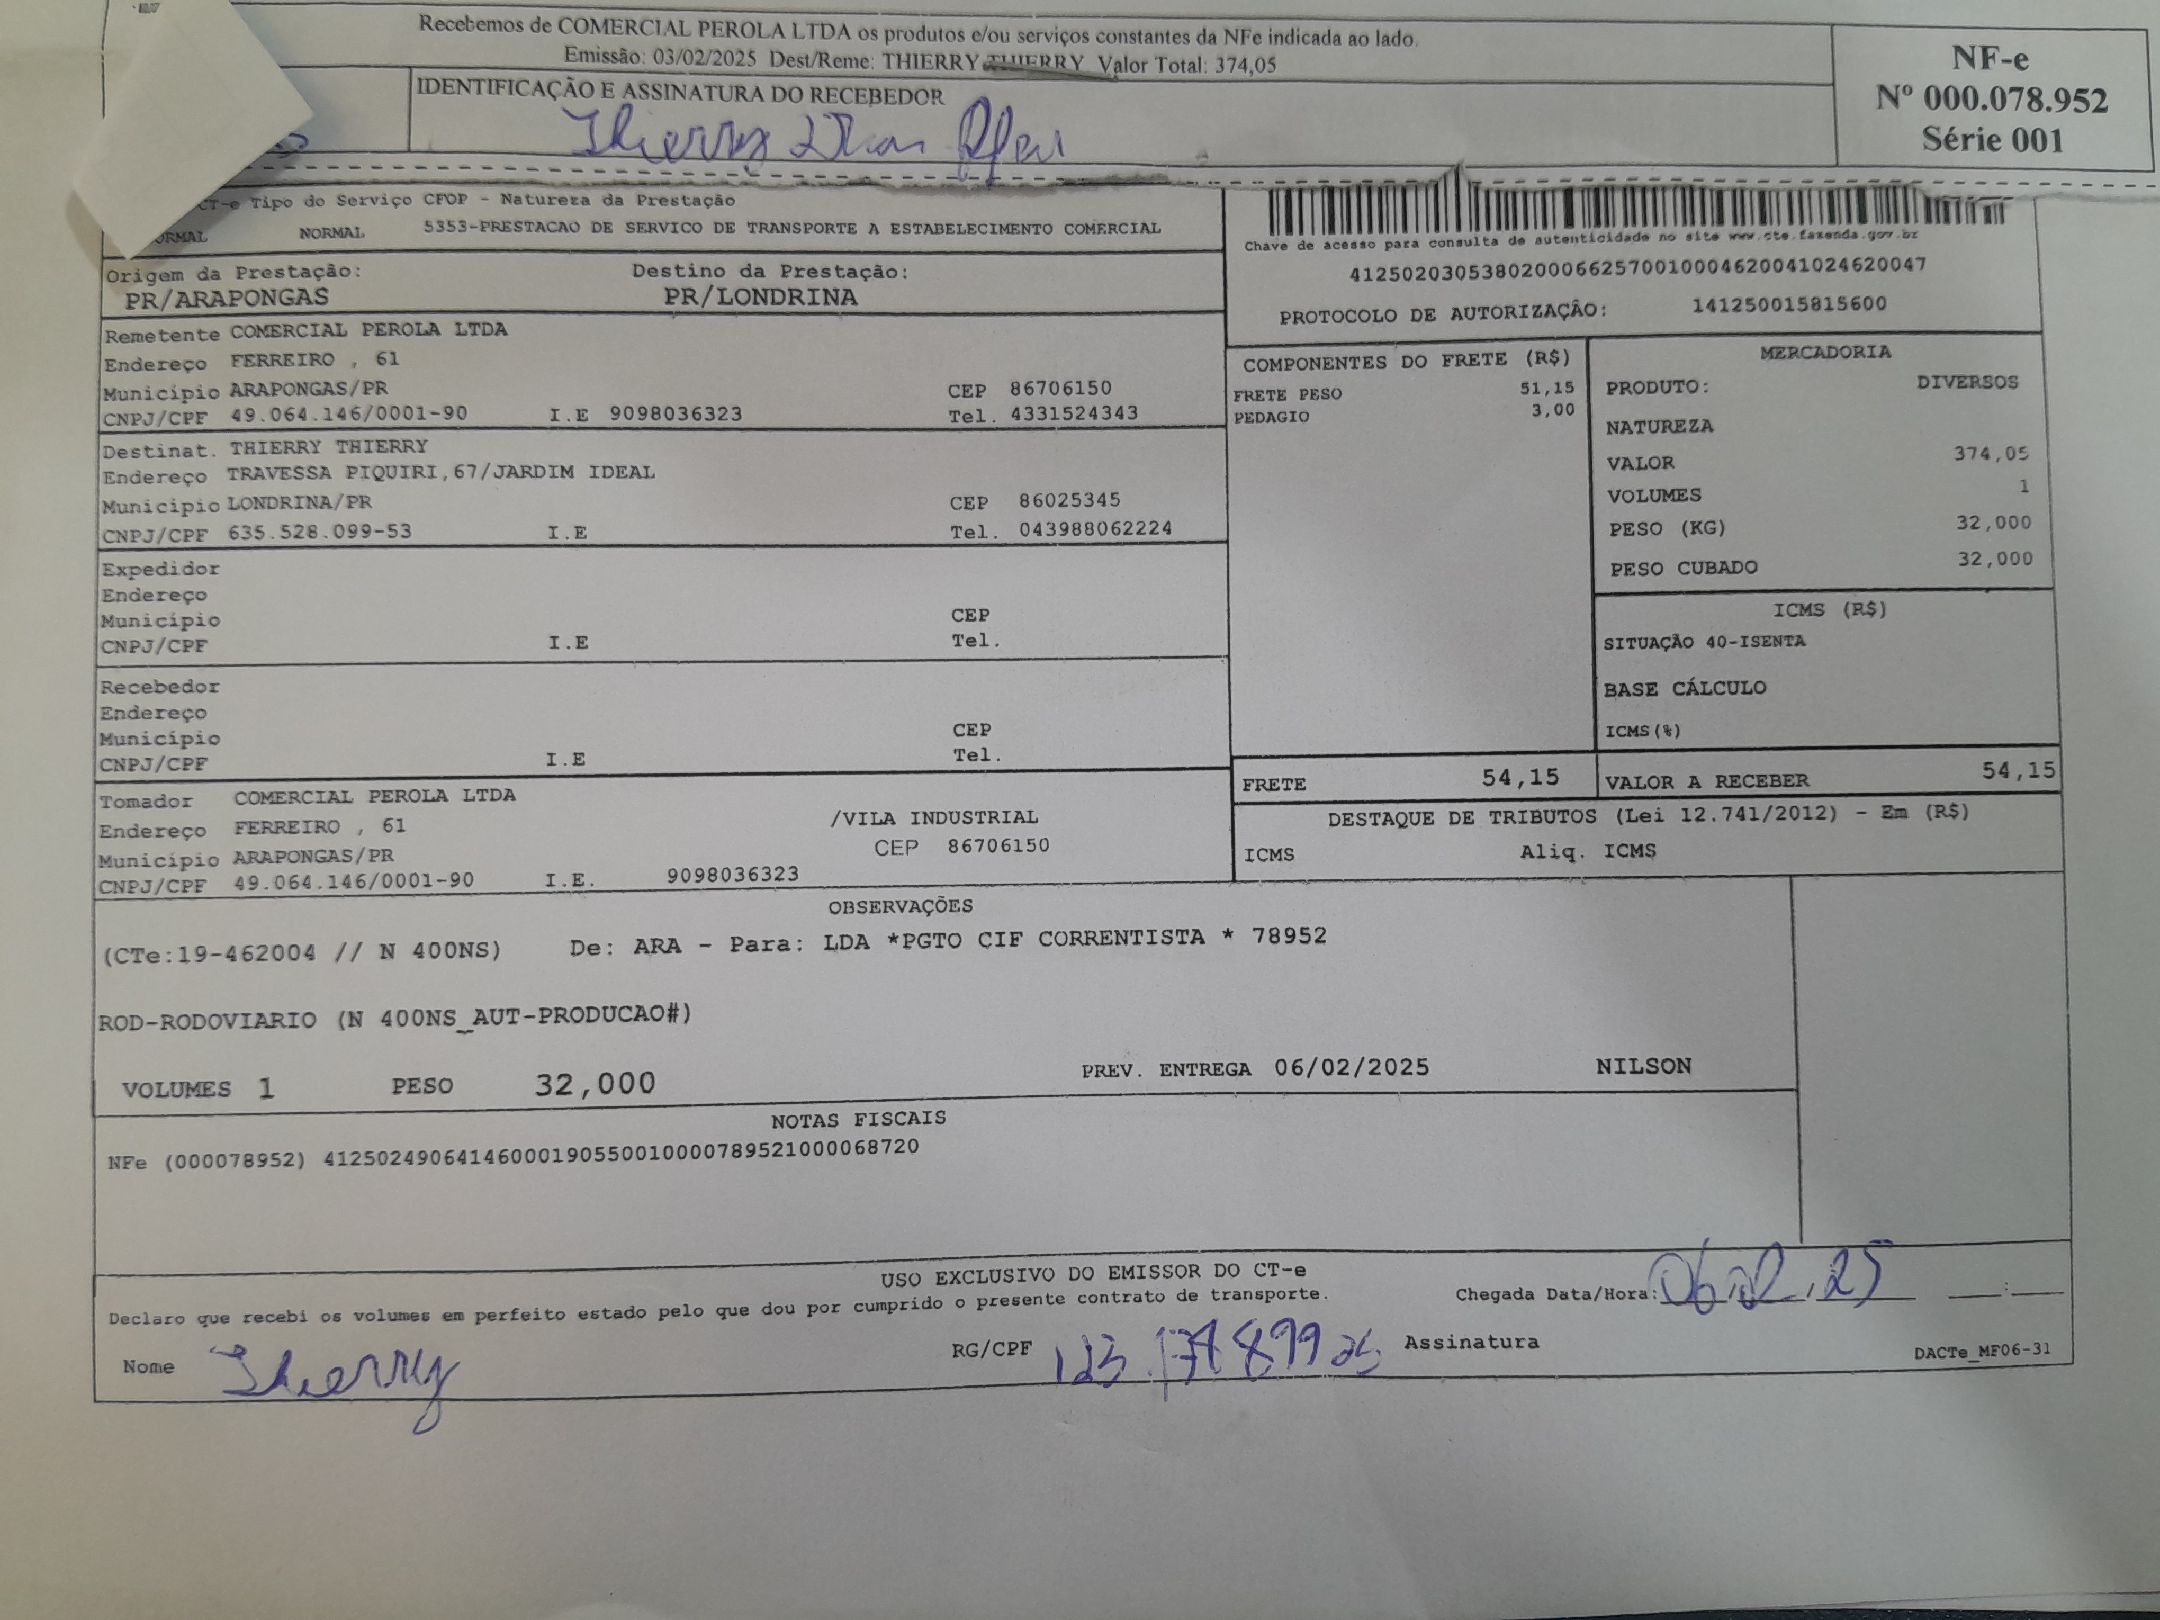 Recebemos de COMERCIAL PEROLA LTDA os produtos e/ou serviços constantes da NFe indicada ao lado.
Emissão: 03/02/2025 Dest/Reme: THIERRY THIERRY Valor Total: 374,05
IDENTIFICAÇÃO E ASSINATURA DO RECEBEDOR
Thierry
NF-e
Nº 000.078.952
Série 001
CT-e Tipo do Serviço CFOP - Natureza da Prestação
NORMAL 5353-PRESTACAO DE SERVICO DE TRANSPORTE A ESTABELECIMENTO COMERCIAL
Chave de acesso para consulta de autenticidade no site www.cte.fazenda.gov.br
41250203053802000662570010004620041024620047
PROTOCOLO DE AUTORIZAÇÃO: 141250015815600
Origem da Prestação: Destino da Prestação:
PR/ARAPONGAS PR/LONDRINA
Remetente COMERCIAL PEROLA LTDA
Endereço FERREIRO , 61
Município ARAPONGAS/PR CEP 86706150
CNPJ/CPF 49.064.146/0001-90 I.E 9098036323 Tel. 4331524343
Destinat. THIERRY THIERRY
Endereço TRAVESSA PIQUIRI,67/JARDIM IDEAL
Município LONDRINA/PR CEP 86025345
CNPJ/CPF 635.528.099-53 I.E Tel. 043988062224
Expedidor
Endereço
Município CEP
CNPJ/CPF I.E Tel.
Recebedor
Endereço
Município CEP
CNPJ/CPF I.E Tel.
Tomador COMERCIAL PEROLA LTDA
Endereço FERREIRO , 61 /VILA INDUSTRIAL
Município ARAPONGAS/PR CEP 86706150
CNPJ/CPF 49.064.146/0001-90 I.E. 9098036323
COMPONENTES DO FRETE (R$)
FRETE PESO 51,15
PEDAGIO 3,00
MERCADORIA
PRODUTO: DIVERSOS
NATUREZA
VALOR 374,05
VOLUMES 1
PESO (KG) 32,000
PESO CUBADO 32,000
ICMS (R$)
SITUAÇÃO 40-ISENTA
BASE CÁLCULO
ICMS(%)
FRETE 54,15 VALOR A RECEBER 54,15
DESTAQUE DE TRIBUTOS (Lei 12.741/2012) - Em (R$)
ICMS Aliq. ICMS
OBSERVAÇÕES
(CTe:19-462004 // N 400NS) De: ARA - Para: LDA *PGTO CIF CORRENTISTA * 78952
ROD-RODOVIARIO (N 400NS_AUT-PRODUCAO#)
VOLUMES 1 PESO 32,000 PREV. ENTREGA 06/02/2025 NILSON
NOTAS FISCAIS
NFe (000078952) 41250249064146000190550010000789521000068720
USO EXCLUSIVO DO EMISSOR DO CT-e
Declaro que recebi os volumes em perfeito estado pelo que dou por cumprido o presente contrato de transporte. Chegada Data/Hora: 06.02.25 __:__
Nome Thierry RG/CPF Assinatura
DACTe_MF06-31